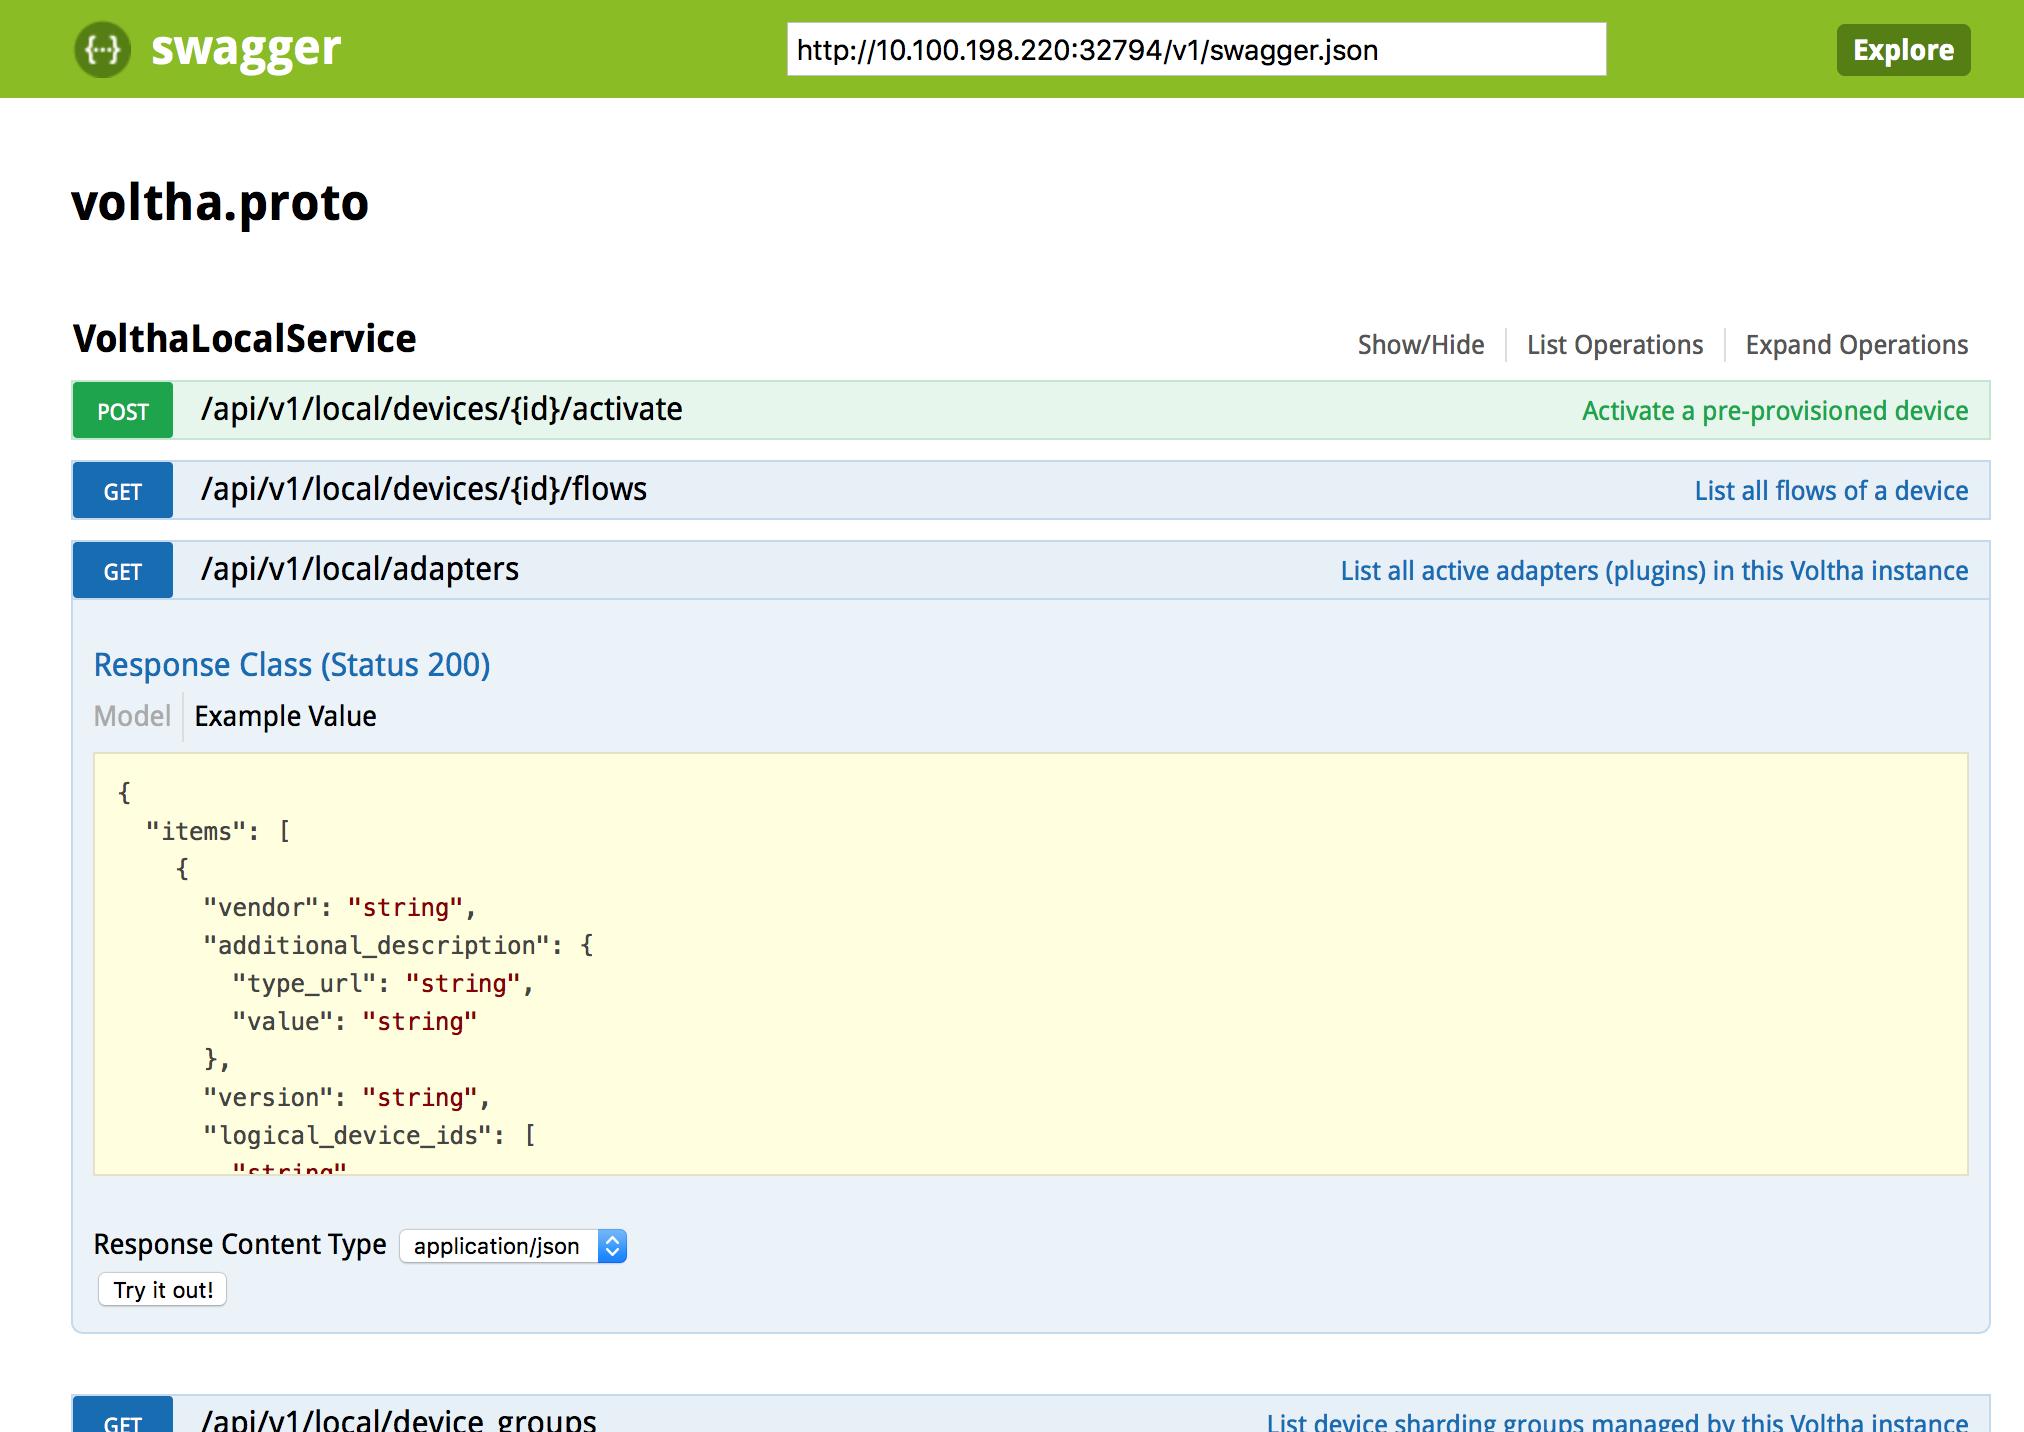 {···} swagger http://10.100.198.220:32794/v1/swagger.json Explore
voltha.proto
VolthaLocalService Show/Hide List Operations Expand Operations
POST /api/v1/local/devices/{id}/activate Activate a pre-provisioned device
GET /api/v1/local/devices/{id}/flows List all flows of a device
GET /api/v1/local/adapters List all active adapters (plugins) in this Voltha instance
Response Class (Status 200)
Model Example Value
{
"items": [
{
"vendor": "string",
"additional_description": {
"type_url": "string",
"value": "string"
},
"version": "string",
"logical_device_ids": [
"string"
Response Content Type application/json
Try it out!
GET /api/v1/local/device_groups List device sharding groups managed by this Voltha instance